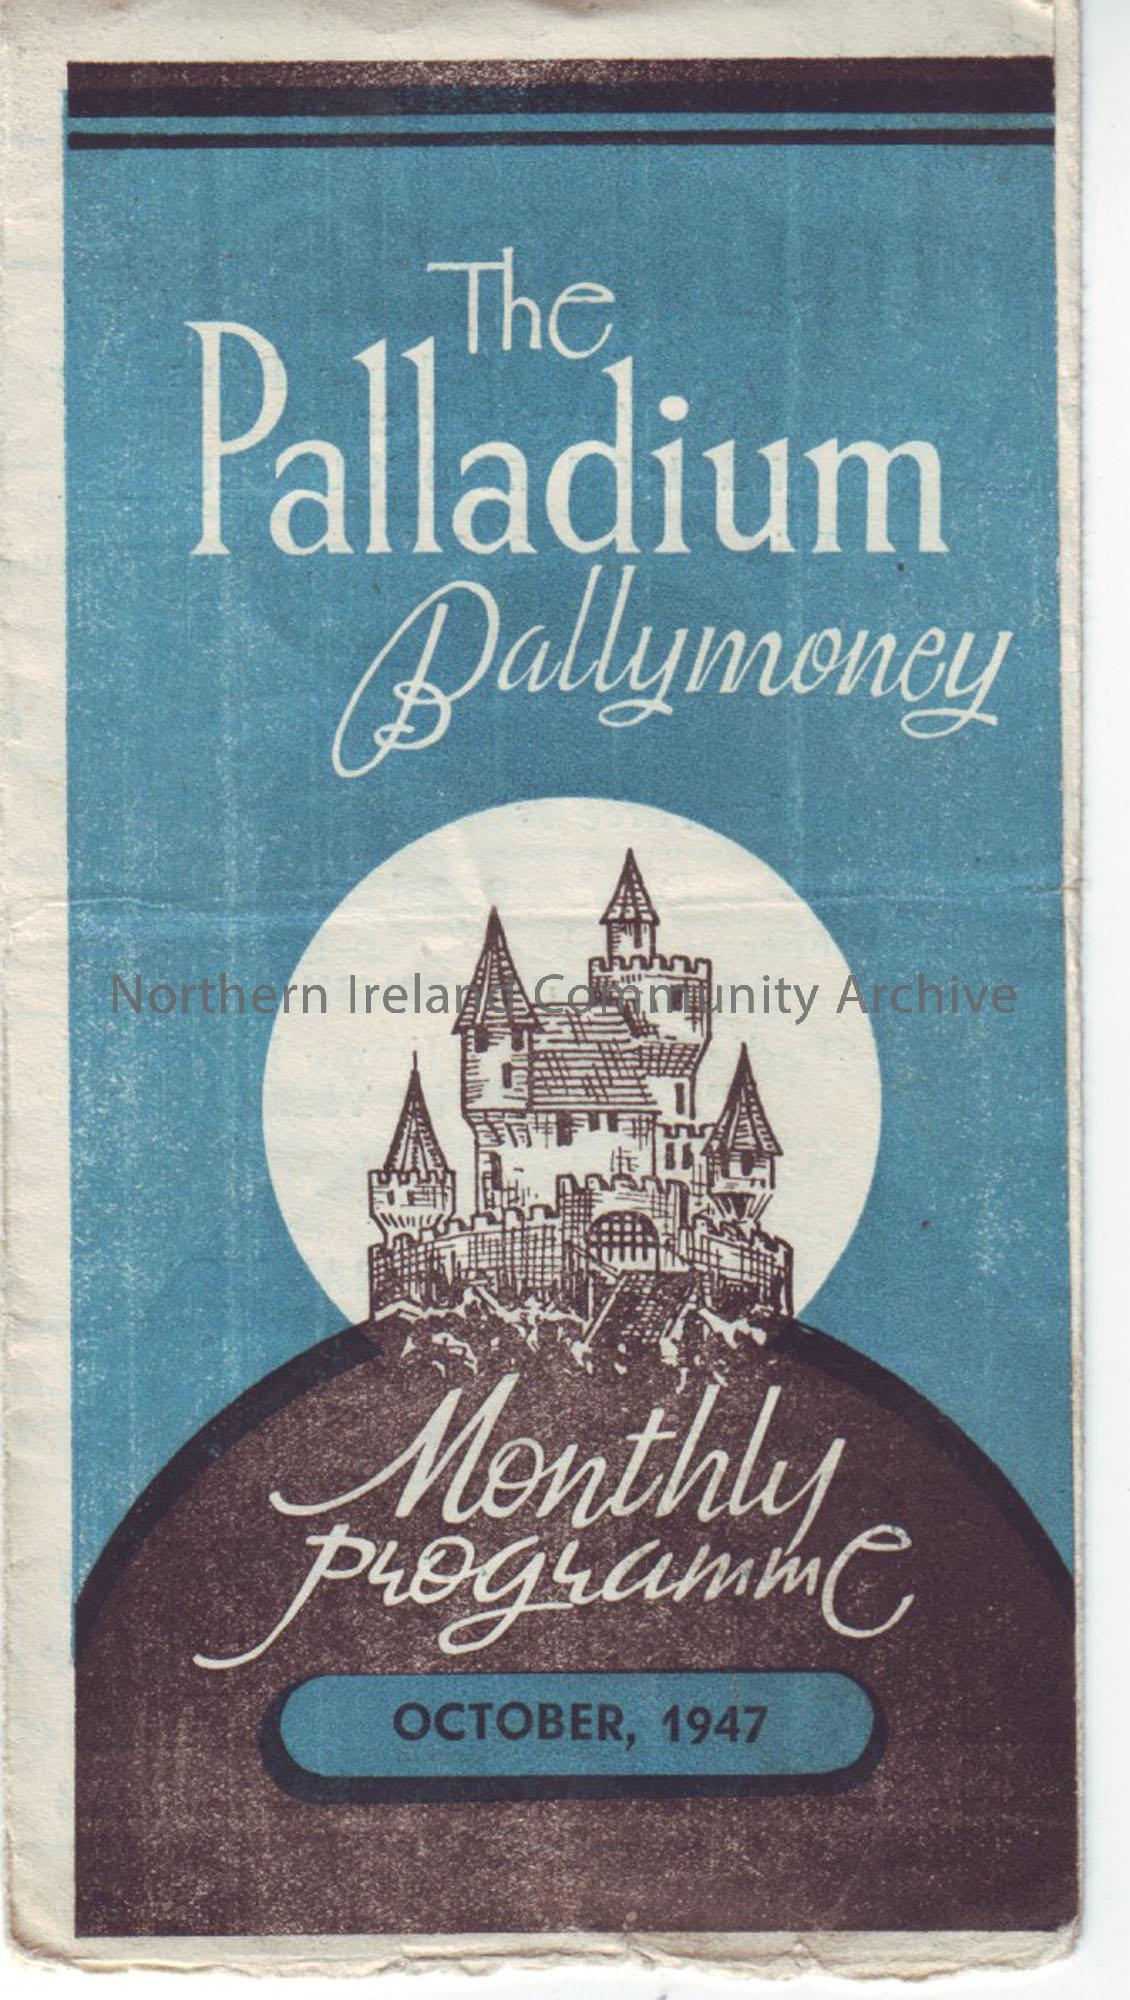 The
Palladium
Ballymoney
Northern Ireland Community Archive
Monthly
programme
OCTOBER, 1947